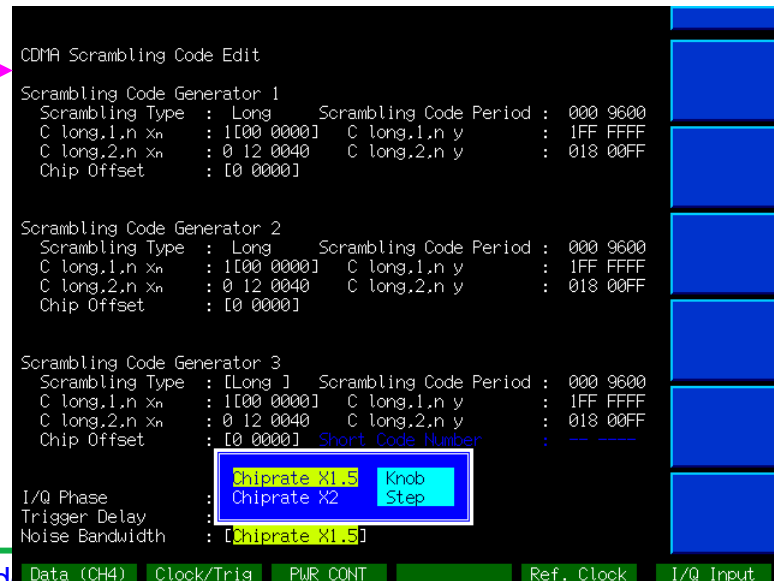 CDMA Scrambling Code Edit
Scrambling Code Generator 1
Scrambling Type : Long Scrambling Code Period : 000 9600
C long,1,n xn : 1[00 0000] C long,1,n y : 1FF FFFF
C long,2,n xn : 0 12 0040 C long,2,n y : 018 00FF
Chip Offset : [0 0000]
Scrambling Code Generator 2
Scrambling Type : Long Scrambling Code Period : 000 9600
C long,1,n xn : 1[00 0000] C long,1,n y : 1FF FFFF
C long,2,n xn : 0 12 0040 C long,2,n y : 018 00FF
Chip Offset : [0 0000]
Scrambling Code Generator 3
Scrambling Type : [Long ] Scrambling Code Period : 000 9600
C long,1,n xn : 1[00 0000] C long,1,n y : 1FF FFFF
C long,2,n xn : 0 12 0040 C long,2,n y : 018 00FF
Chip Offset : [0 0000] Short Code Number : -- ----
Chiprate X1.5 Knob
I/Q Phase : Chiprate X2 Step
Trigger Delay :
Noise Bandwidth : [Chiprate X1.5]
d Data (CH4) Clock/Trig PWR CONT Ref. Clock I/Q Input